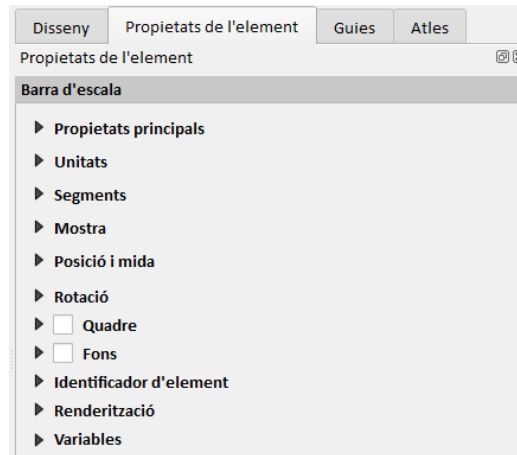 Disseny Propietats de l'element Guies Atles
Propietats de l'element
Barra d'escala
Propietats principals
Unitats
Segments
Mostra
Posició i mida
Rotació
Quadre
Fons
Identificador d'element
Renderització
Variables